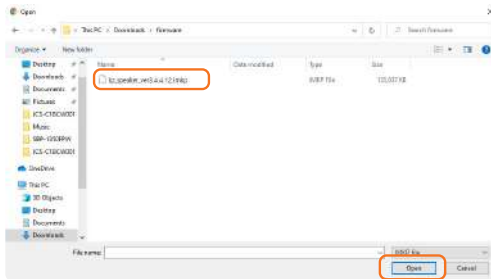 Open
This PC > Downloads > firmware
Search firmware
Organize
New folder
Desktop
Downloads
Documents
Pictures
Music
OneDrive
This PC
3D Objects
Desktop
Documents
Downloads
Name
Date modified
Type
Size
File name:
Open
Cancel